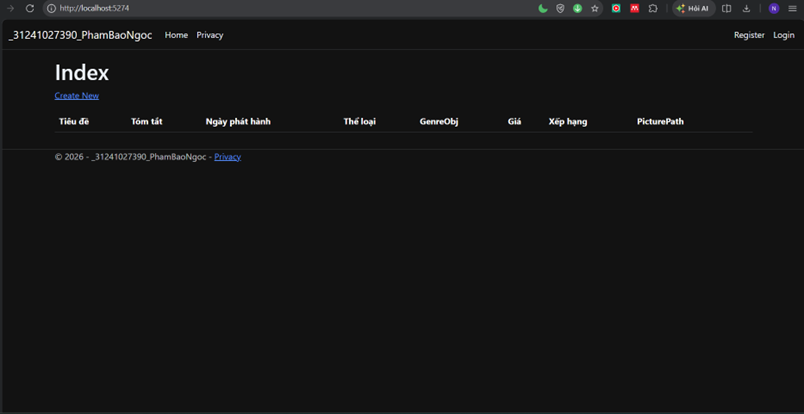 http://localhost:5274
Hỏi AI
N
_31241027390_PhamBaoNgoc Home Privacy Register Login
Index
Create New
Tiêu đề Tóm tắt Ngày phát hành Thể loại GenreObj Giá Xếp hạng PicturePath
© 2026 - _31241027390_PhamBaoNgoc - Privacy